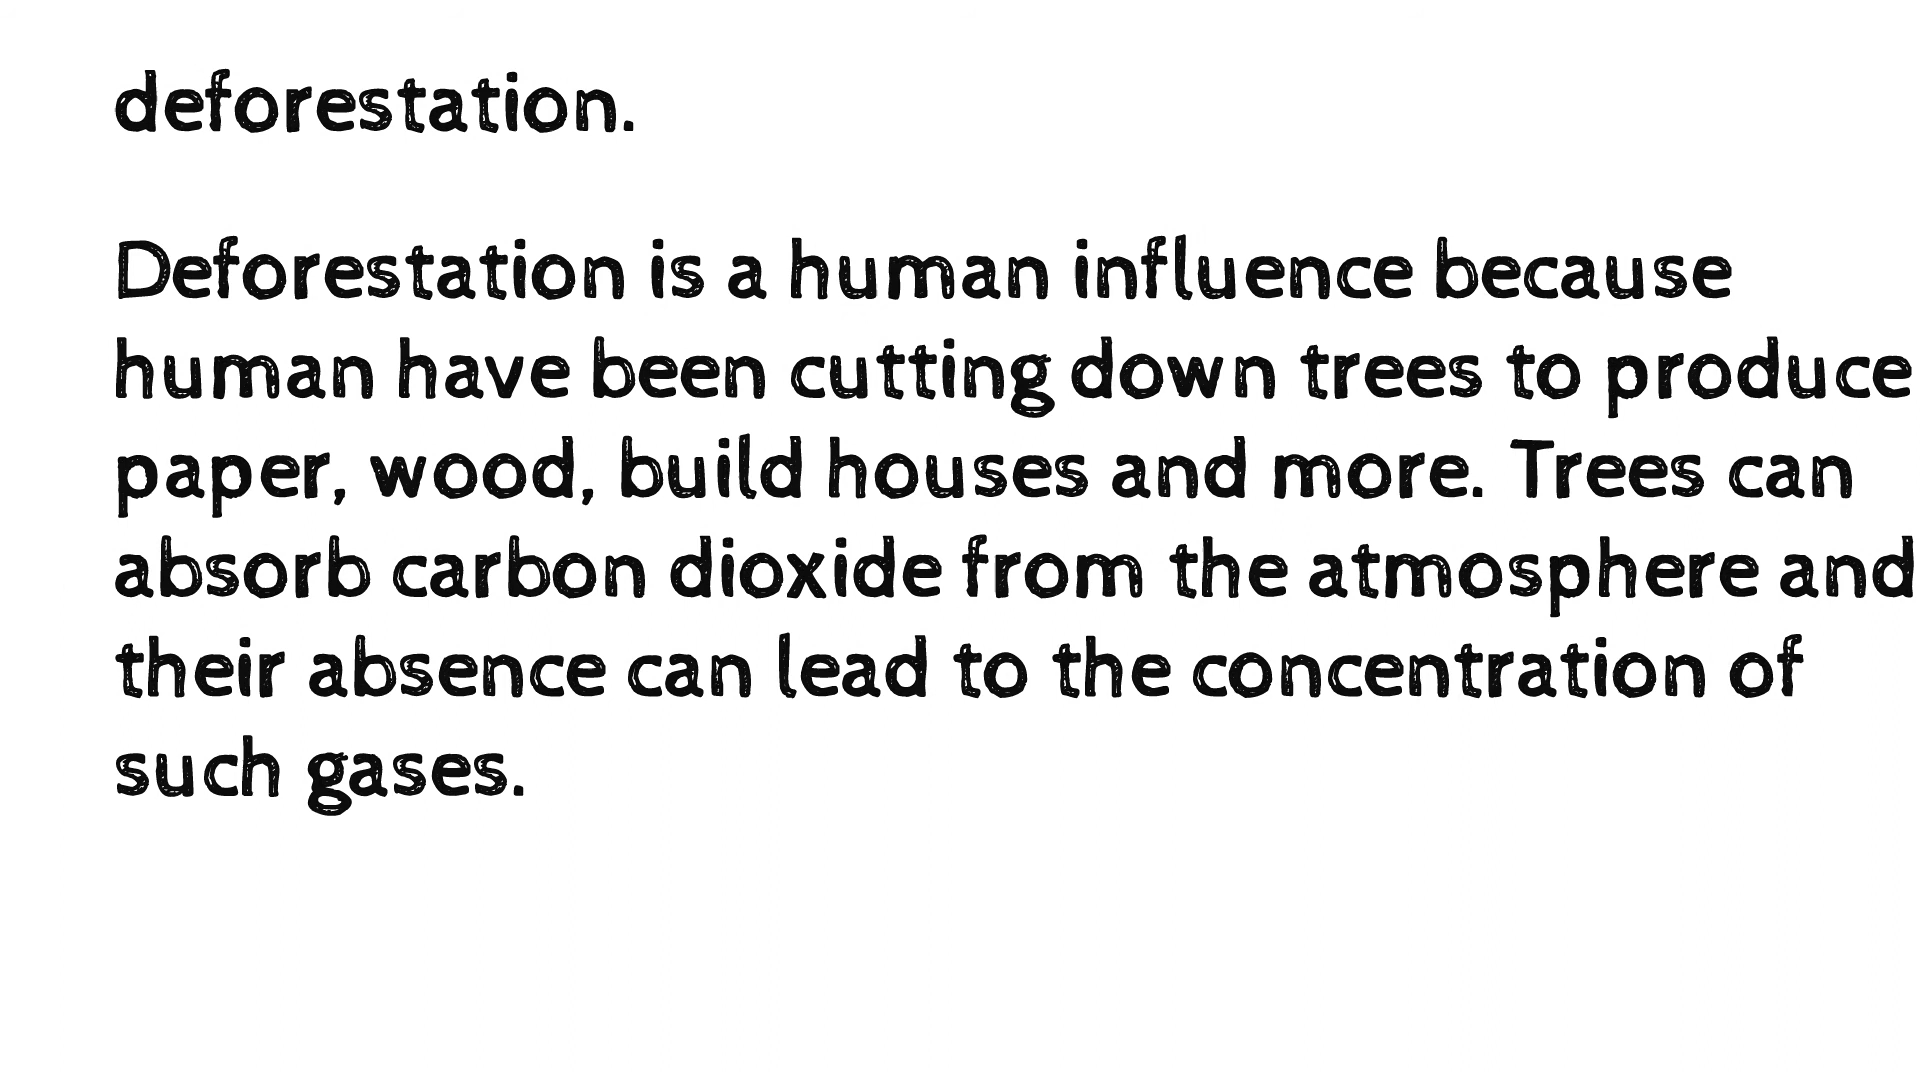 deforestation.
Deforestation is a human influence because
human have been cutting down trees to produce
paper, wood, build houses and more. Trees can
absorb carbon dioxide from the atmosphere and
their absence can lead to the concentration of
such gases.